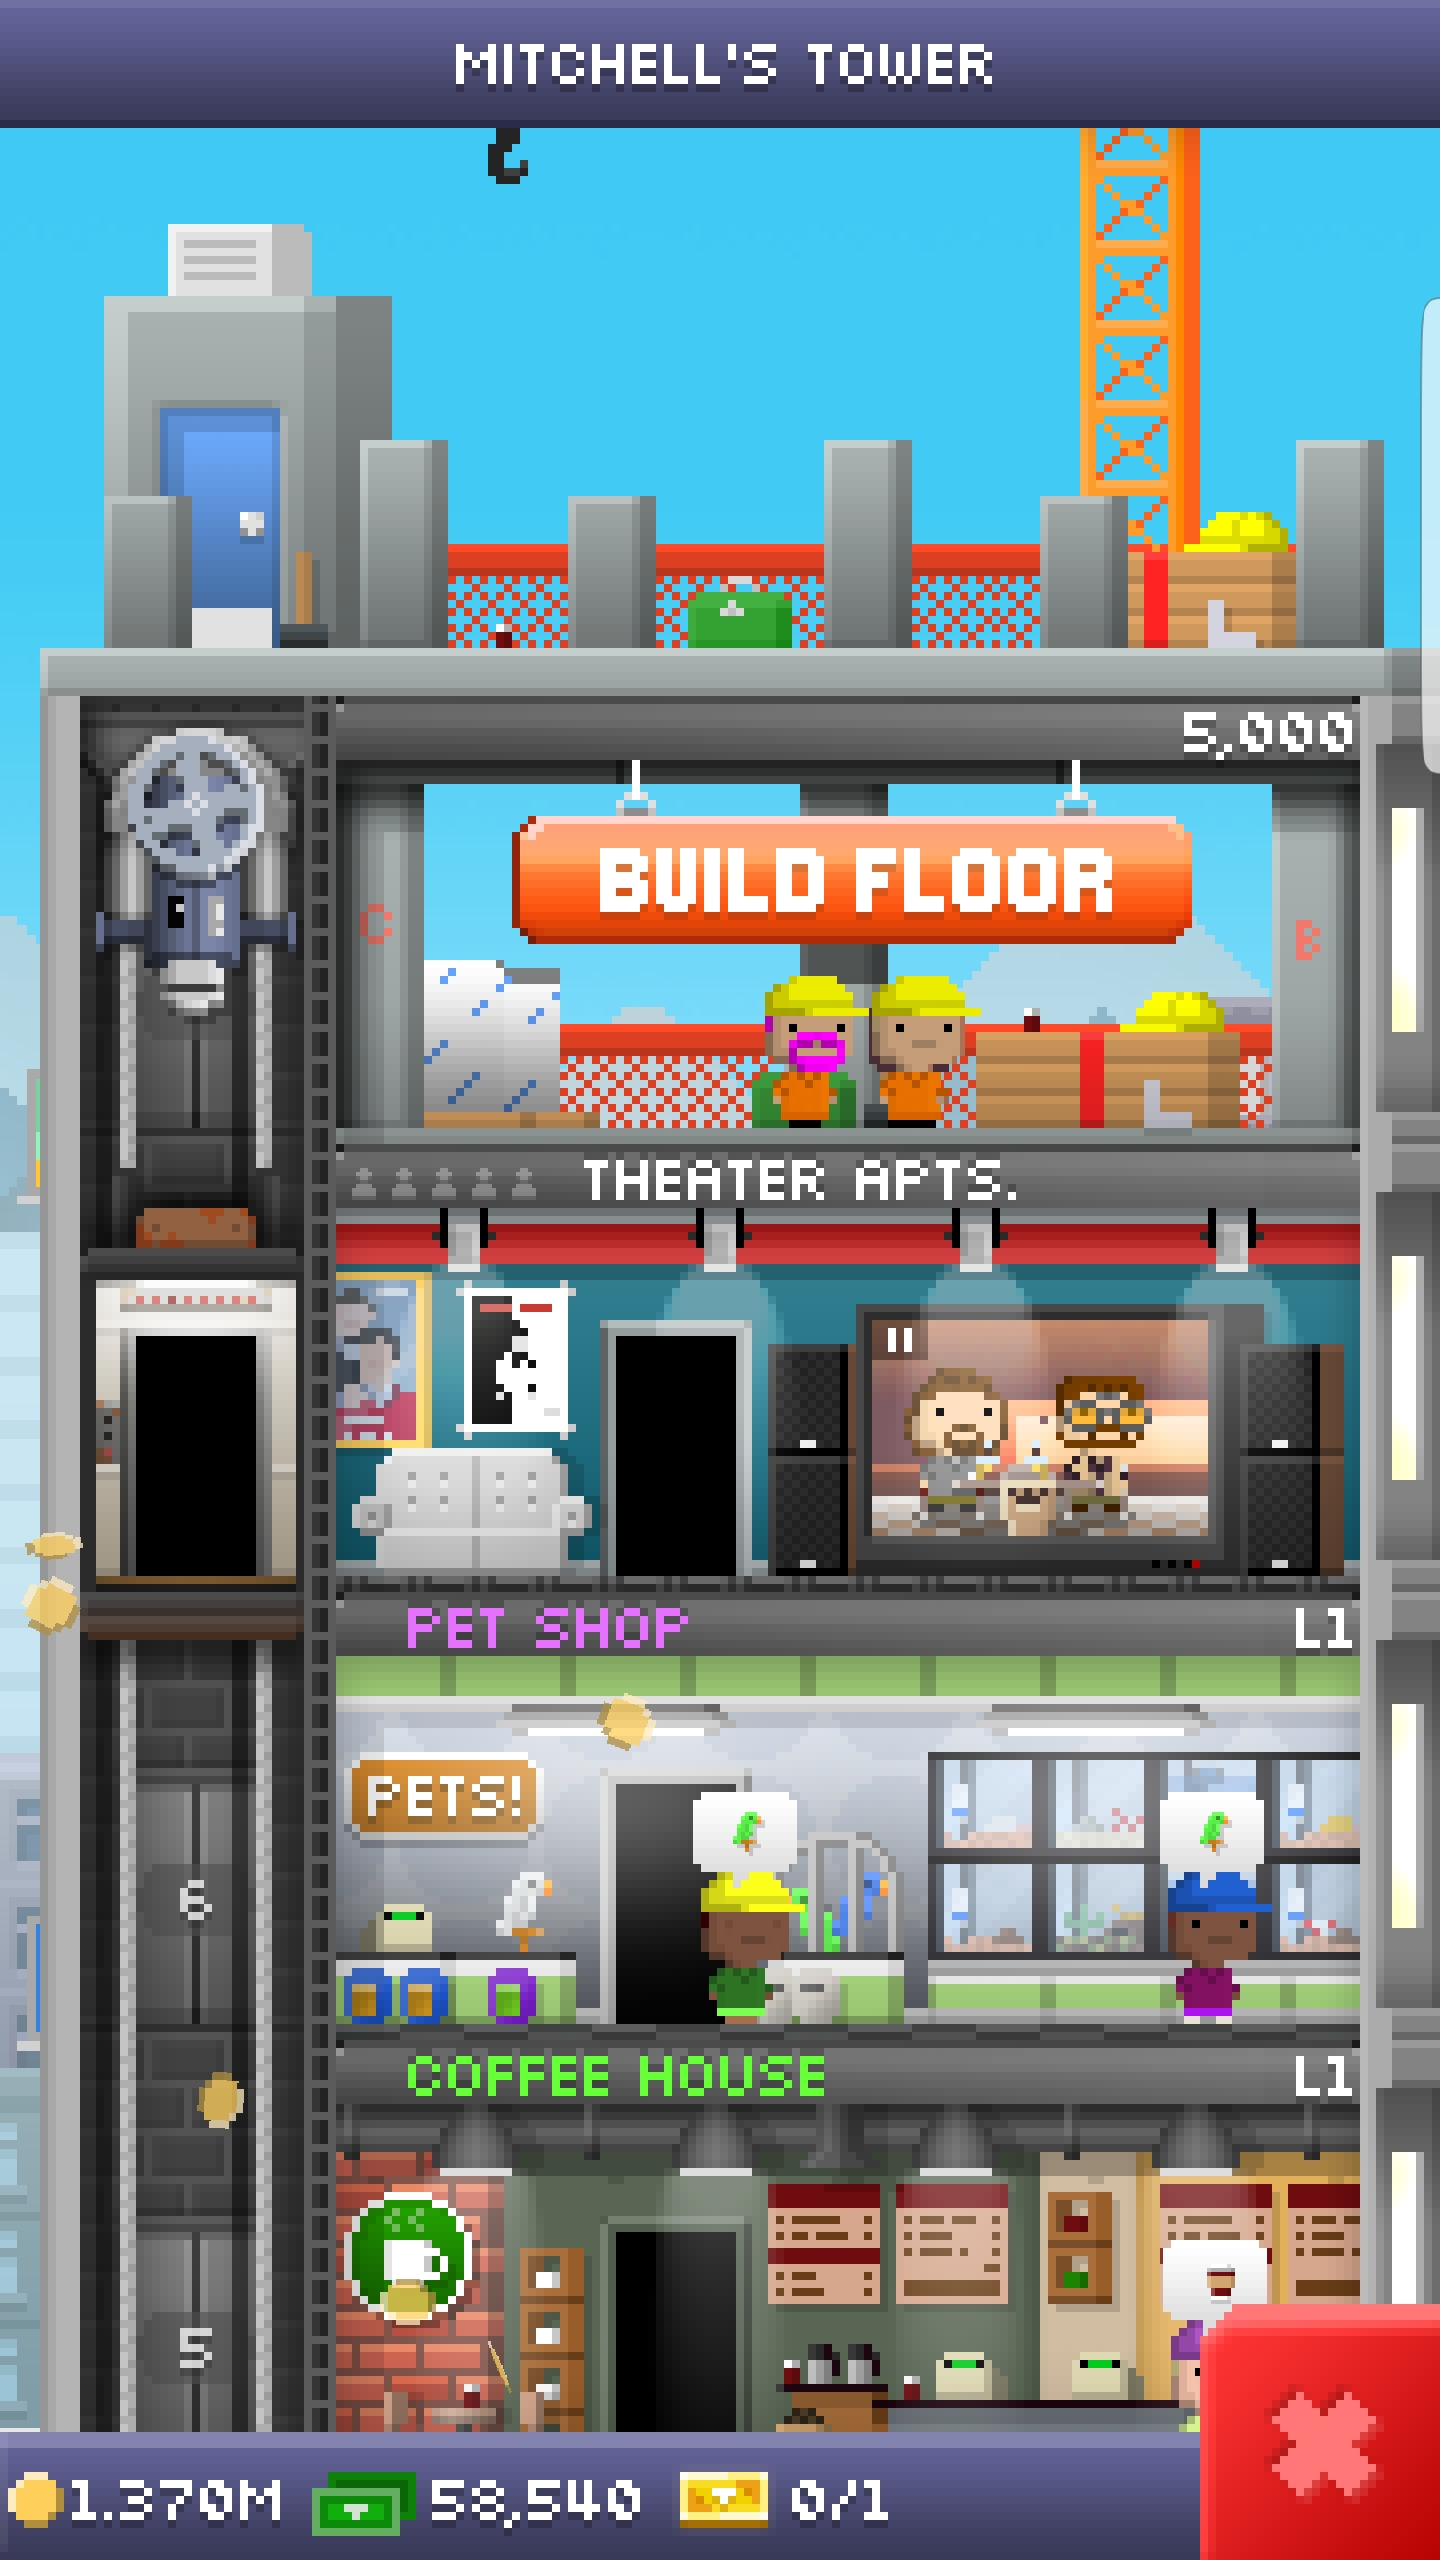 MITCHELL'S TOWER
5,000
BUILD FLOOR
C
B
THEATER APTS.
PET SHOP L1
PETS!
6
COFFEE HOUSE L1
5
1.370M 58,540 0/1